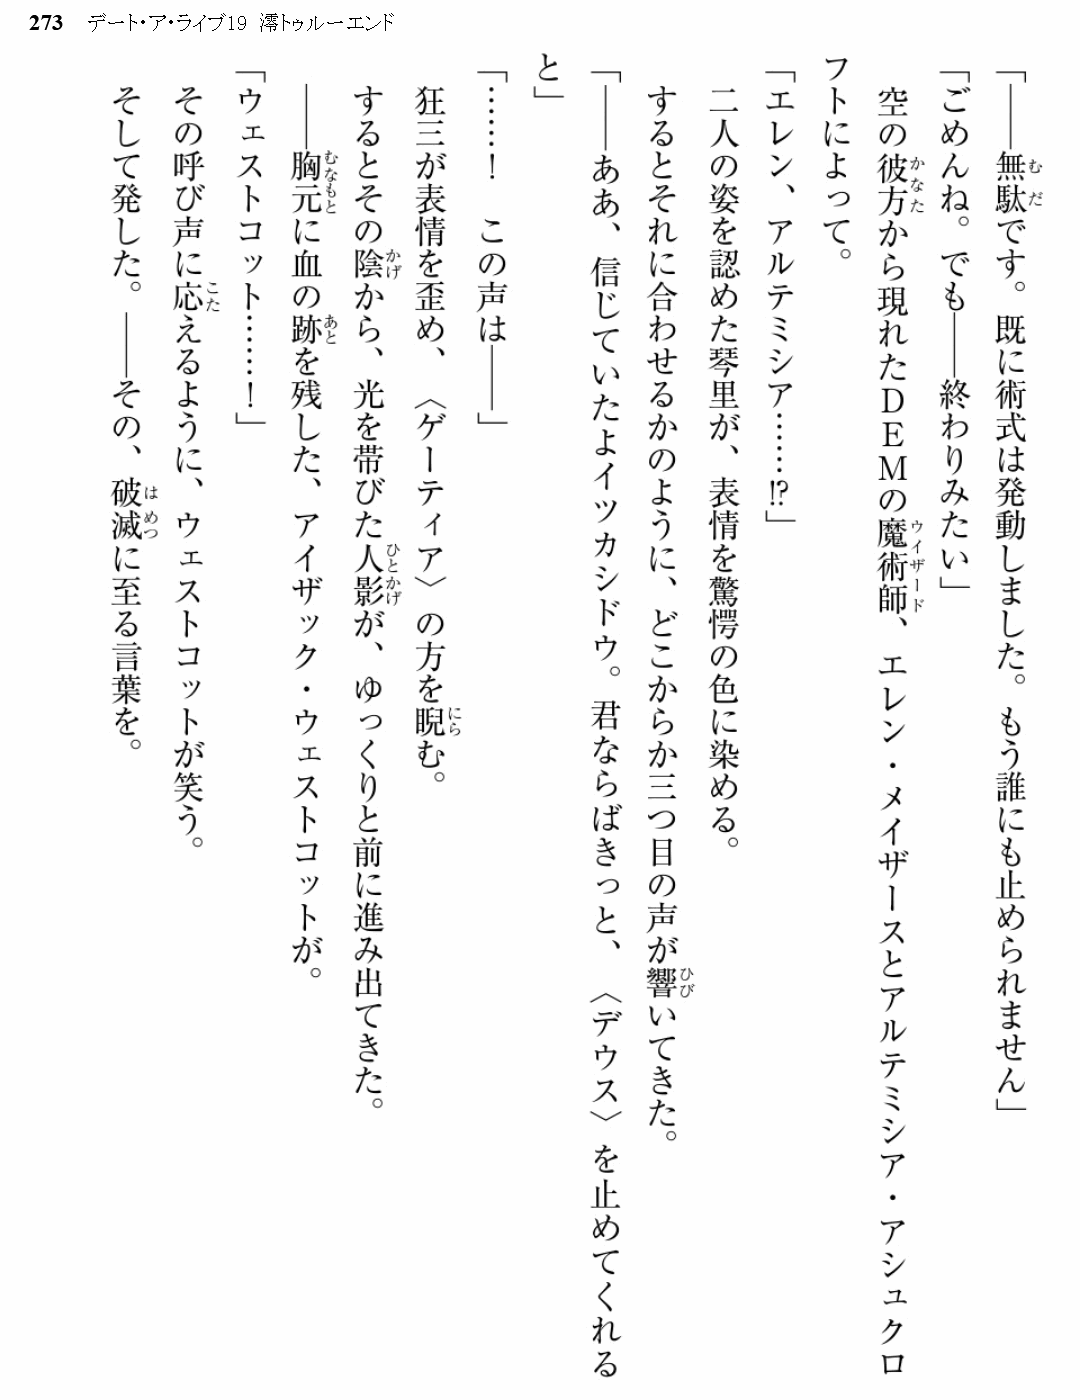 273 デート・ア・ライブ19 澪トゥルーエンド
「――無駄です。既に術式は発動しました。もう誰にも止められません」
「ごめんね。でも――終わりみたい」
空の彼方から現れたDEMの魔術師、エレン・メイザースとアルテミシア・アシュクロ
フトによって。
「エレン、アルテミシア……⁉」
二人の姿を認めた琴里が、表情を驚愕の色に染める。
するとそれに合わせるかのように、どこからか三つ目の声が響いてきた。
「――ああ、信じていたよイツカシドウ。君ならばきっと、〈デウス〉を止めてくれる
と」
「……！　この声は――」
狂三が表情を歪め、〈ゲーティア〉の方を睨む。
するとその陰から、光を帯びた人影が、ゆっくりと前に進み出てきた。
――胸元に血の跡を残した、アイザック・ウェストコットが。
「ウェストコット……！」
その呼び声に応えるように、ウェストコットが笑う。
そして発した。――その、破滅に至る言葉を。